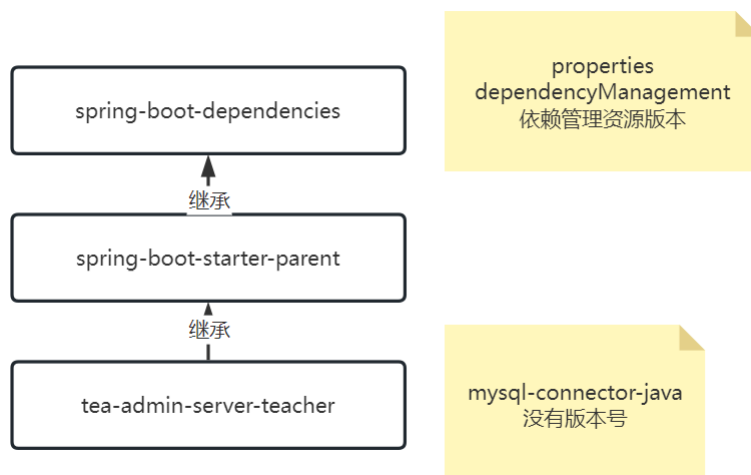 spring-boot-dependencies
properties
dependencyManagement
依赖管理资源版本
继承
spring-boot-starter-parent
继承
tea-admin-server-teacher
mysql-connector-java
没有版本号